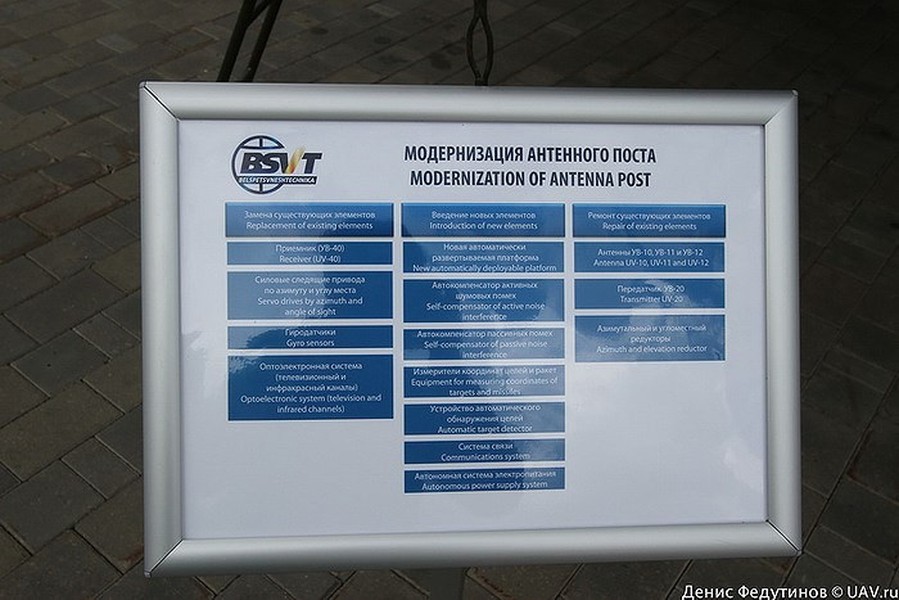 BSVT
BELSPETSVNESHTECHNIKA
МОДЕРНИЗАЦИЯ АНТЕННОГО ПОСТА
MODERNIZATION OF ANTENNA POST
Замена существующих элементов
Replacement of existing elements
Приемник (УВ-40)
Receiver (UV-40)
Силовые следящие привода
по азимуту и углу места
Servo drives by azimuth and
angle of sight
Гиродатчики
Gyro sensors
Оптоэлектронная система
(телевизионный и
инфракрасный каналы)
Optoelectronic system (television and
infrared channels)
Введение новых элементов
Introduction of new elements
Новая автоматически
развертываемая платформа
New automatically deployable platform
Автокомпенсатор активных
шумовых помех
Self-compensator of active noise
interference
Автокомпенсатор пассивных помех
Self-compensator of passive noise
interference
Измерители координат целей и ракет
Equipment for measuring coordinates of
targets and missiles
Устройство автоматического
обнаружения целей
Automatic target detector
Система связи
Communications system
Автономная система электропитания
Autonomous power supply system
Ремонт существующих элементов
Repair of existing elements
Антенны УВ-10, УВ-11 и УВ-12
Antenna UV-10, UV-11 and UV-12
Передатчик УВ-20
Transmitter UV-20
Азимутальный и угломестный
редукторы
Azimuth and elevation reductor
Денис Федутинов © UAV.ru